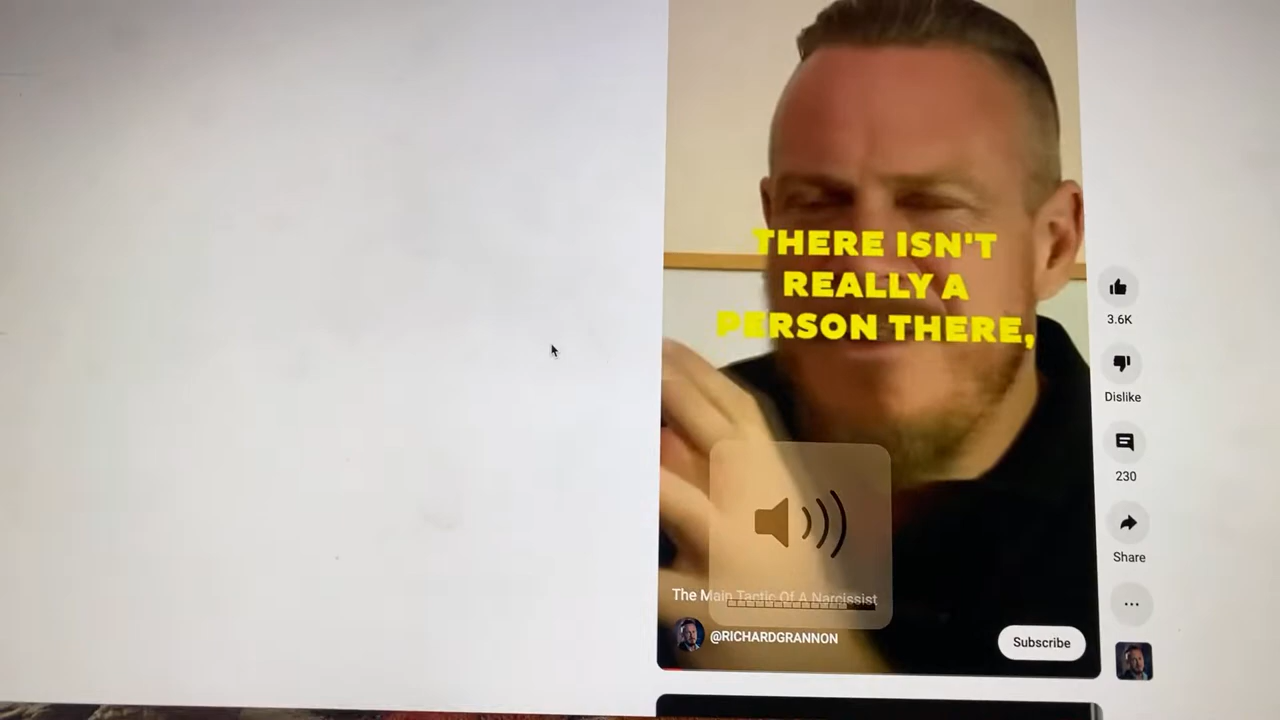 THERE ISN'T
REALLY A
PERSON THERE,
3.6K
Dislike
230
Share
The Main Tactic Of A Narcissist
@RICHARDGRANNON
Subscribe